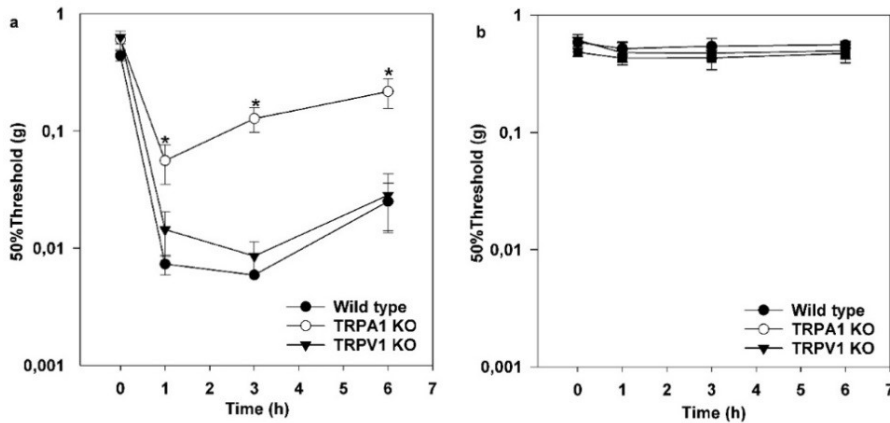 a
1
0,1
0,01
0,001
50%Threshold (g)
*
*
*
Wild type
TRPA1 KO
TRPV1 KO
0 1 2 3 4 5 6 7
Time (h)
b
1
0,1
0,01
0,001
50%Threshold (g)
Wild type
TRPA1 KO
TRPV1 KO
0 1 2 3 4 5 6 7
Time (h)